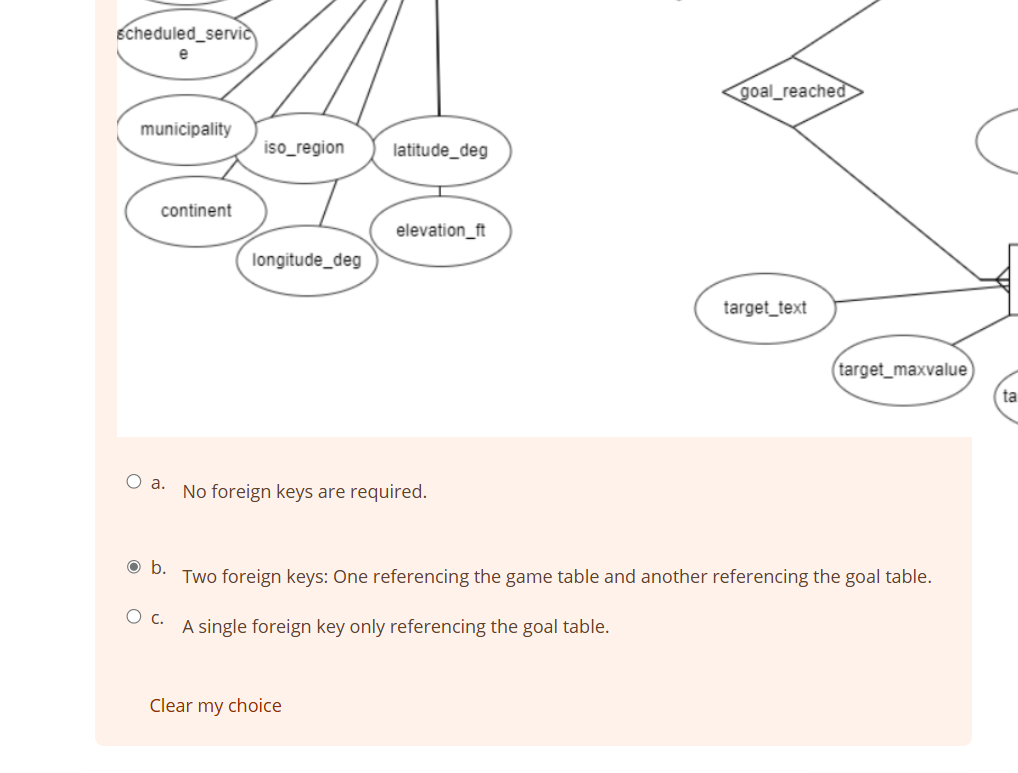 scheduled_servic
e
goal_reached
municipality
iso_region
latitude_deg
continent
elevation_ft
longitude_deg
target_text
target_maxvalue
ta
a. No foreign keys are required.
b. Two foreign keys: One referencing the game table and another referencing the goal table.
c. A single foreign key only referencing the goal table.
Clear my choice